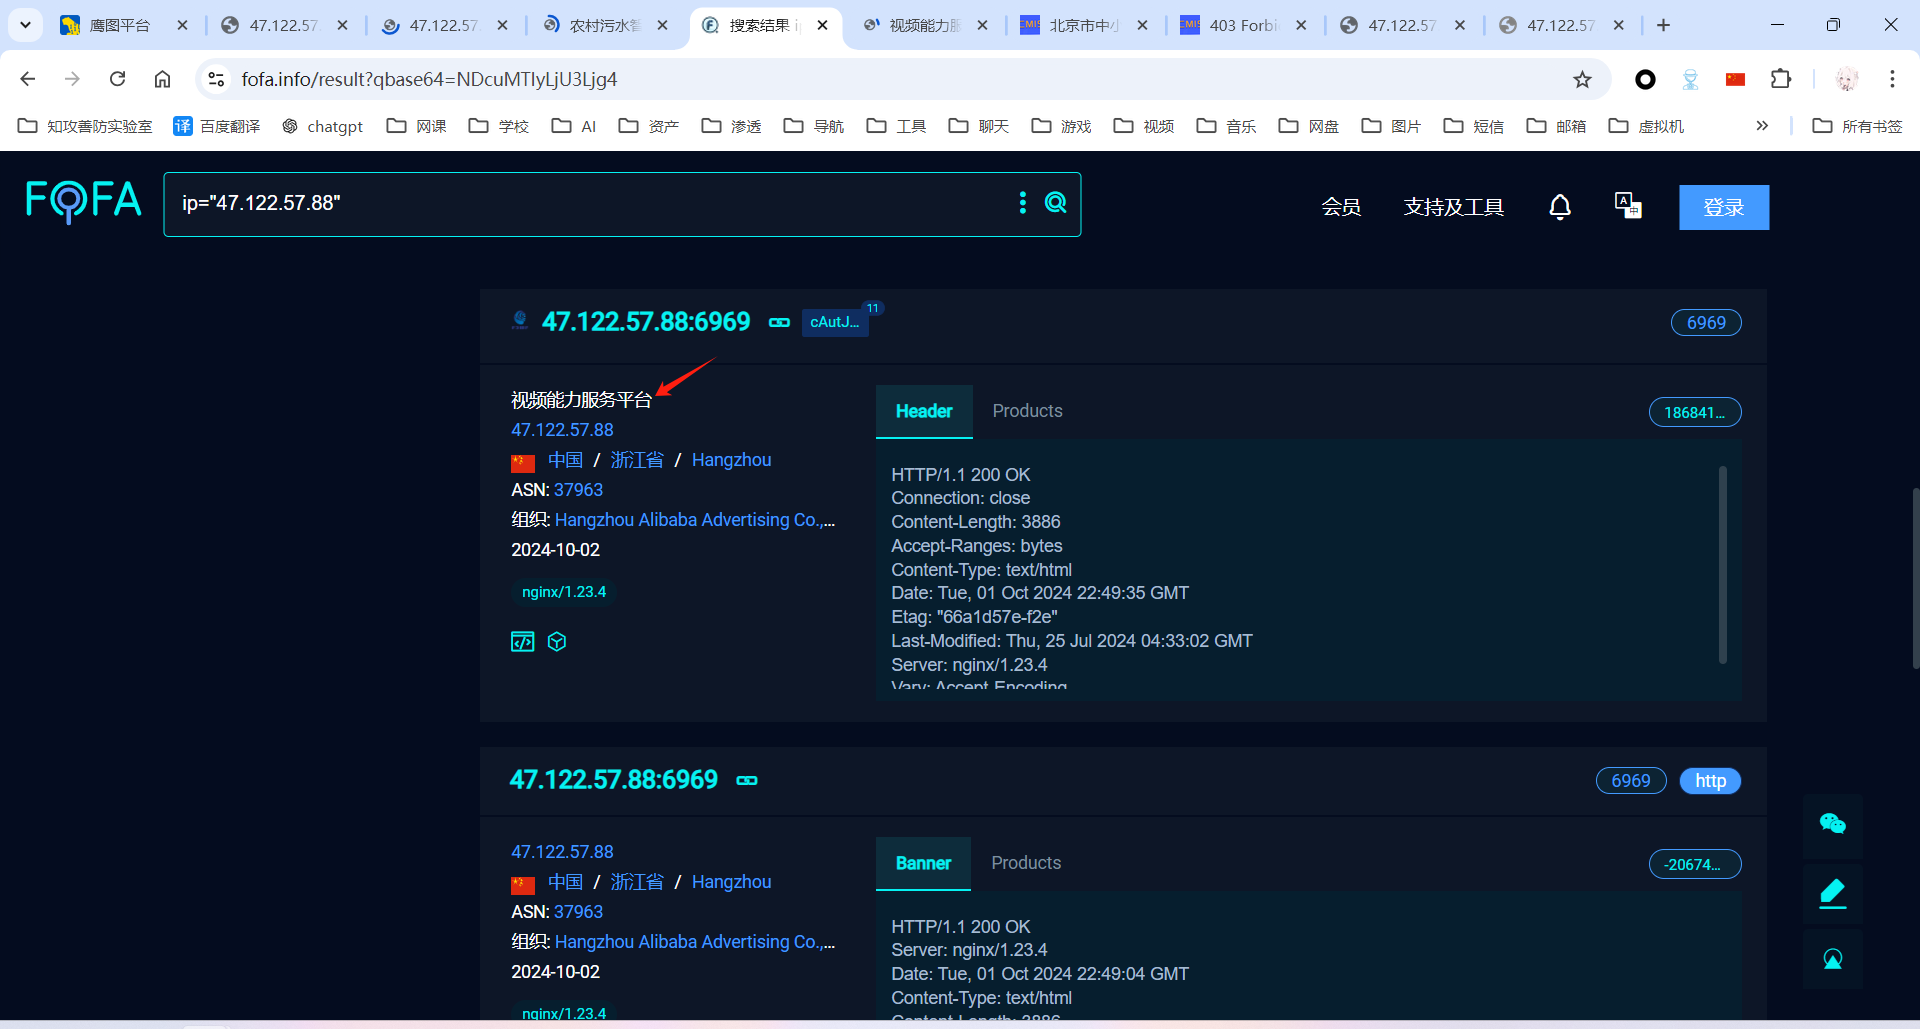 鹰图平台
47.122.57
47.122.57
农村污水智
搜索结果 i
视频能力服
北京市中小
403 Forbi
47.122.57
47.122.57
fofa.info/result?qbase64=NDcuMTIyLjU3Ljg4
知攻善防实验室
译 百度翻译
chatgpt
网课
学校
AI
资产
渗透
导航
工具
聊天
游戏
视频
音乐
网盘
图片
短信
邮箱
虚拟机
所有书签
FOFA
ip="47.122.57.88"
会员
支持及工具
登录
47.122.57.88:6969
cAutJ...
11
6969
视频能力服务平台
47.122.57.88
中国 / 浙江省 / Hangzhou
ASN: 37963
组织: Hangzhou Alibaba Advertising Co.,...
2024-10-02
nginx/1.23.4
Header
Products
186841...
HTTP/1.1 200 OK
Connection: close
Content-Length: 3886
Accept-Ranges: bytes
Content-Type: text/html
Date: Tue, 01 Oct 2024 22:49:35 GMT
Etag: "66a1d57e-f2e"
Last-Modified: Thu, 25 Jul 2024 04:33:02 GMT
Server: nginx/1.23.4
Vary: Accept-Encoding
47.122.57.88:6969
6969
http
47.122.57.88
中国 / 浙江省 / Hangzhou
ASN: 37963
组织: Hangzhou Alibaba Advertising Co.,...
2024-10-02
nginx/1.23.4
Banner
Products
-20674...
HTTP/1.1 200 OK
Server: nginx/1.23.4
Date: Tue, 01 Oct 2024 22:49:04 GMT
Content-Type: text/html
Content-Length: 3886